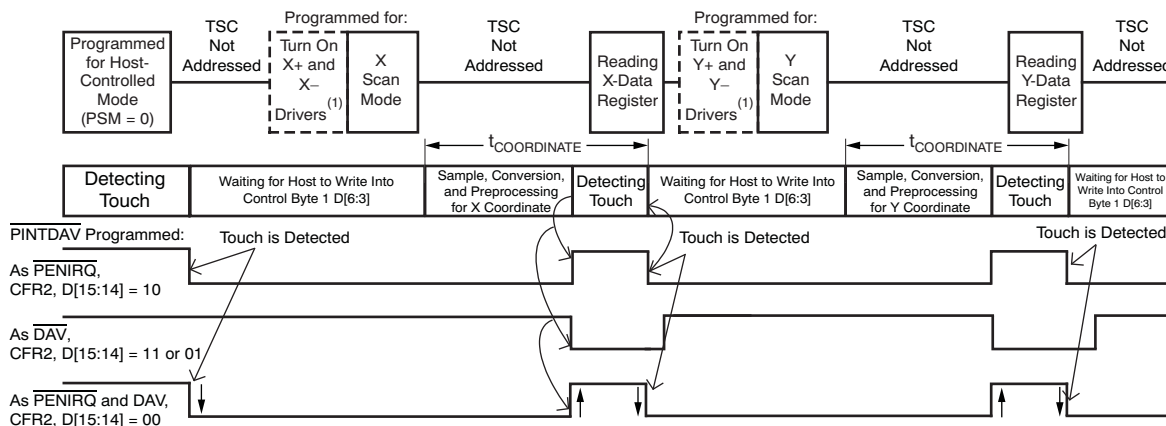 Programmed for:
Programmed for:
Programmed
for Host-
Controlled
Mode
(PSM = 0)
TSC
Not
Addressed
Turn On
X+ and
X–
Drivers(1)
X
Scan
Mode
TSC
Not
Addressed
Reading
X-Data
Register
Turn On
Y+ and
Y–
Drivers(1)
Y
Scan
Mode
TSC
Not
Addressed
Reading
Y-Data
Register
TSC
Not
Addressed
tCOORDINATE
tCOORDINATE
Detecting
Touch
Waiting for Host to Write Into
Control Byte 1 D[6:3]
Sample, Conversion,
and Preprocessing
for X Coordinate
Detecting
Touch
Waiting for Host to Write Into
Control Byte 1 D[6:3]
Sample, Conversion,
and Preprocessing
for Y Coordinate
Detecting
Touch
Waiting for Host to
Write Into Control
Byte 1 D[6:3]
PINTDAV Programmed:
Touch is Detected
Touch is Detected
Touch is Detected
As PENIRQ,
CFR2, D[15:14] = 10
As DAV,
CFR2, D[15:14] = 11 or 01
As PENIRQ and DAV,
CFR2, D[15:14] = 00